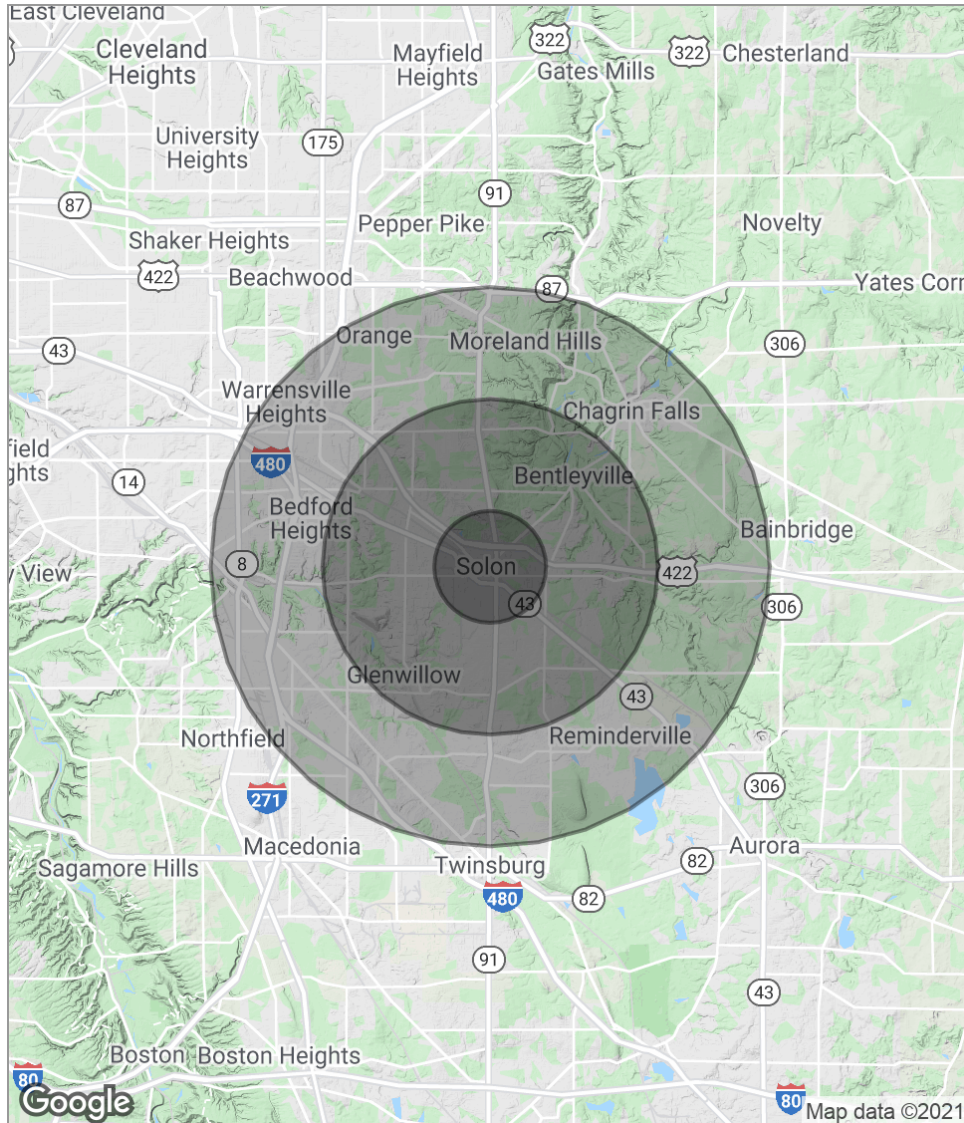 East Cleveland
Cleveland
Heights
322
Mayfield
Heights
322
Chesterland
Gates Mills
University
Heights
175
91
87
Pepper Pike
Novelty
Shaker Heights
422
Beachwood
87
Yates Corn
Orange
Moreland Hills
43
306
Warrensville
Heights
Chagrin Falls
field
ghts
480
14
Bentleyville
Bedford
Heights
Bainbridge
y View
8
Solon
422
43
306
Glenwillow
43
Northfield
Reminderville
271
306
Macedonia
Aurora
Sagamore Hills
Twinsburg
82
480
82
91
43
Boston
Boston Heights
80
80
Google
Map data ©2021